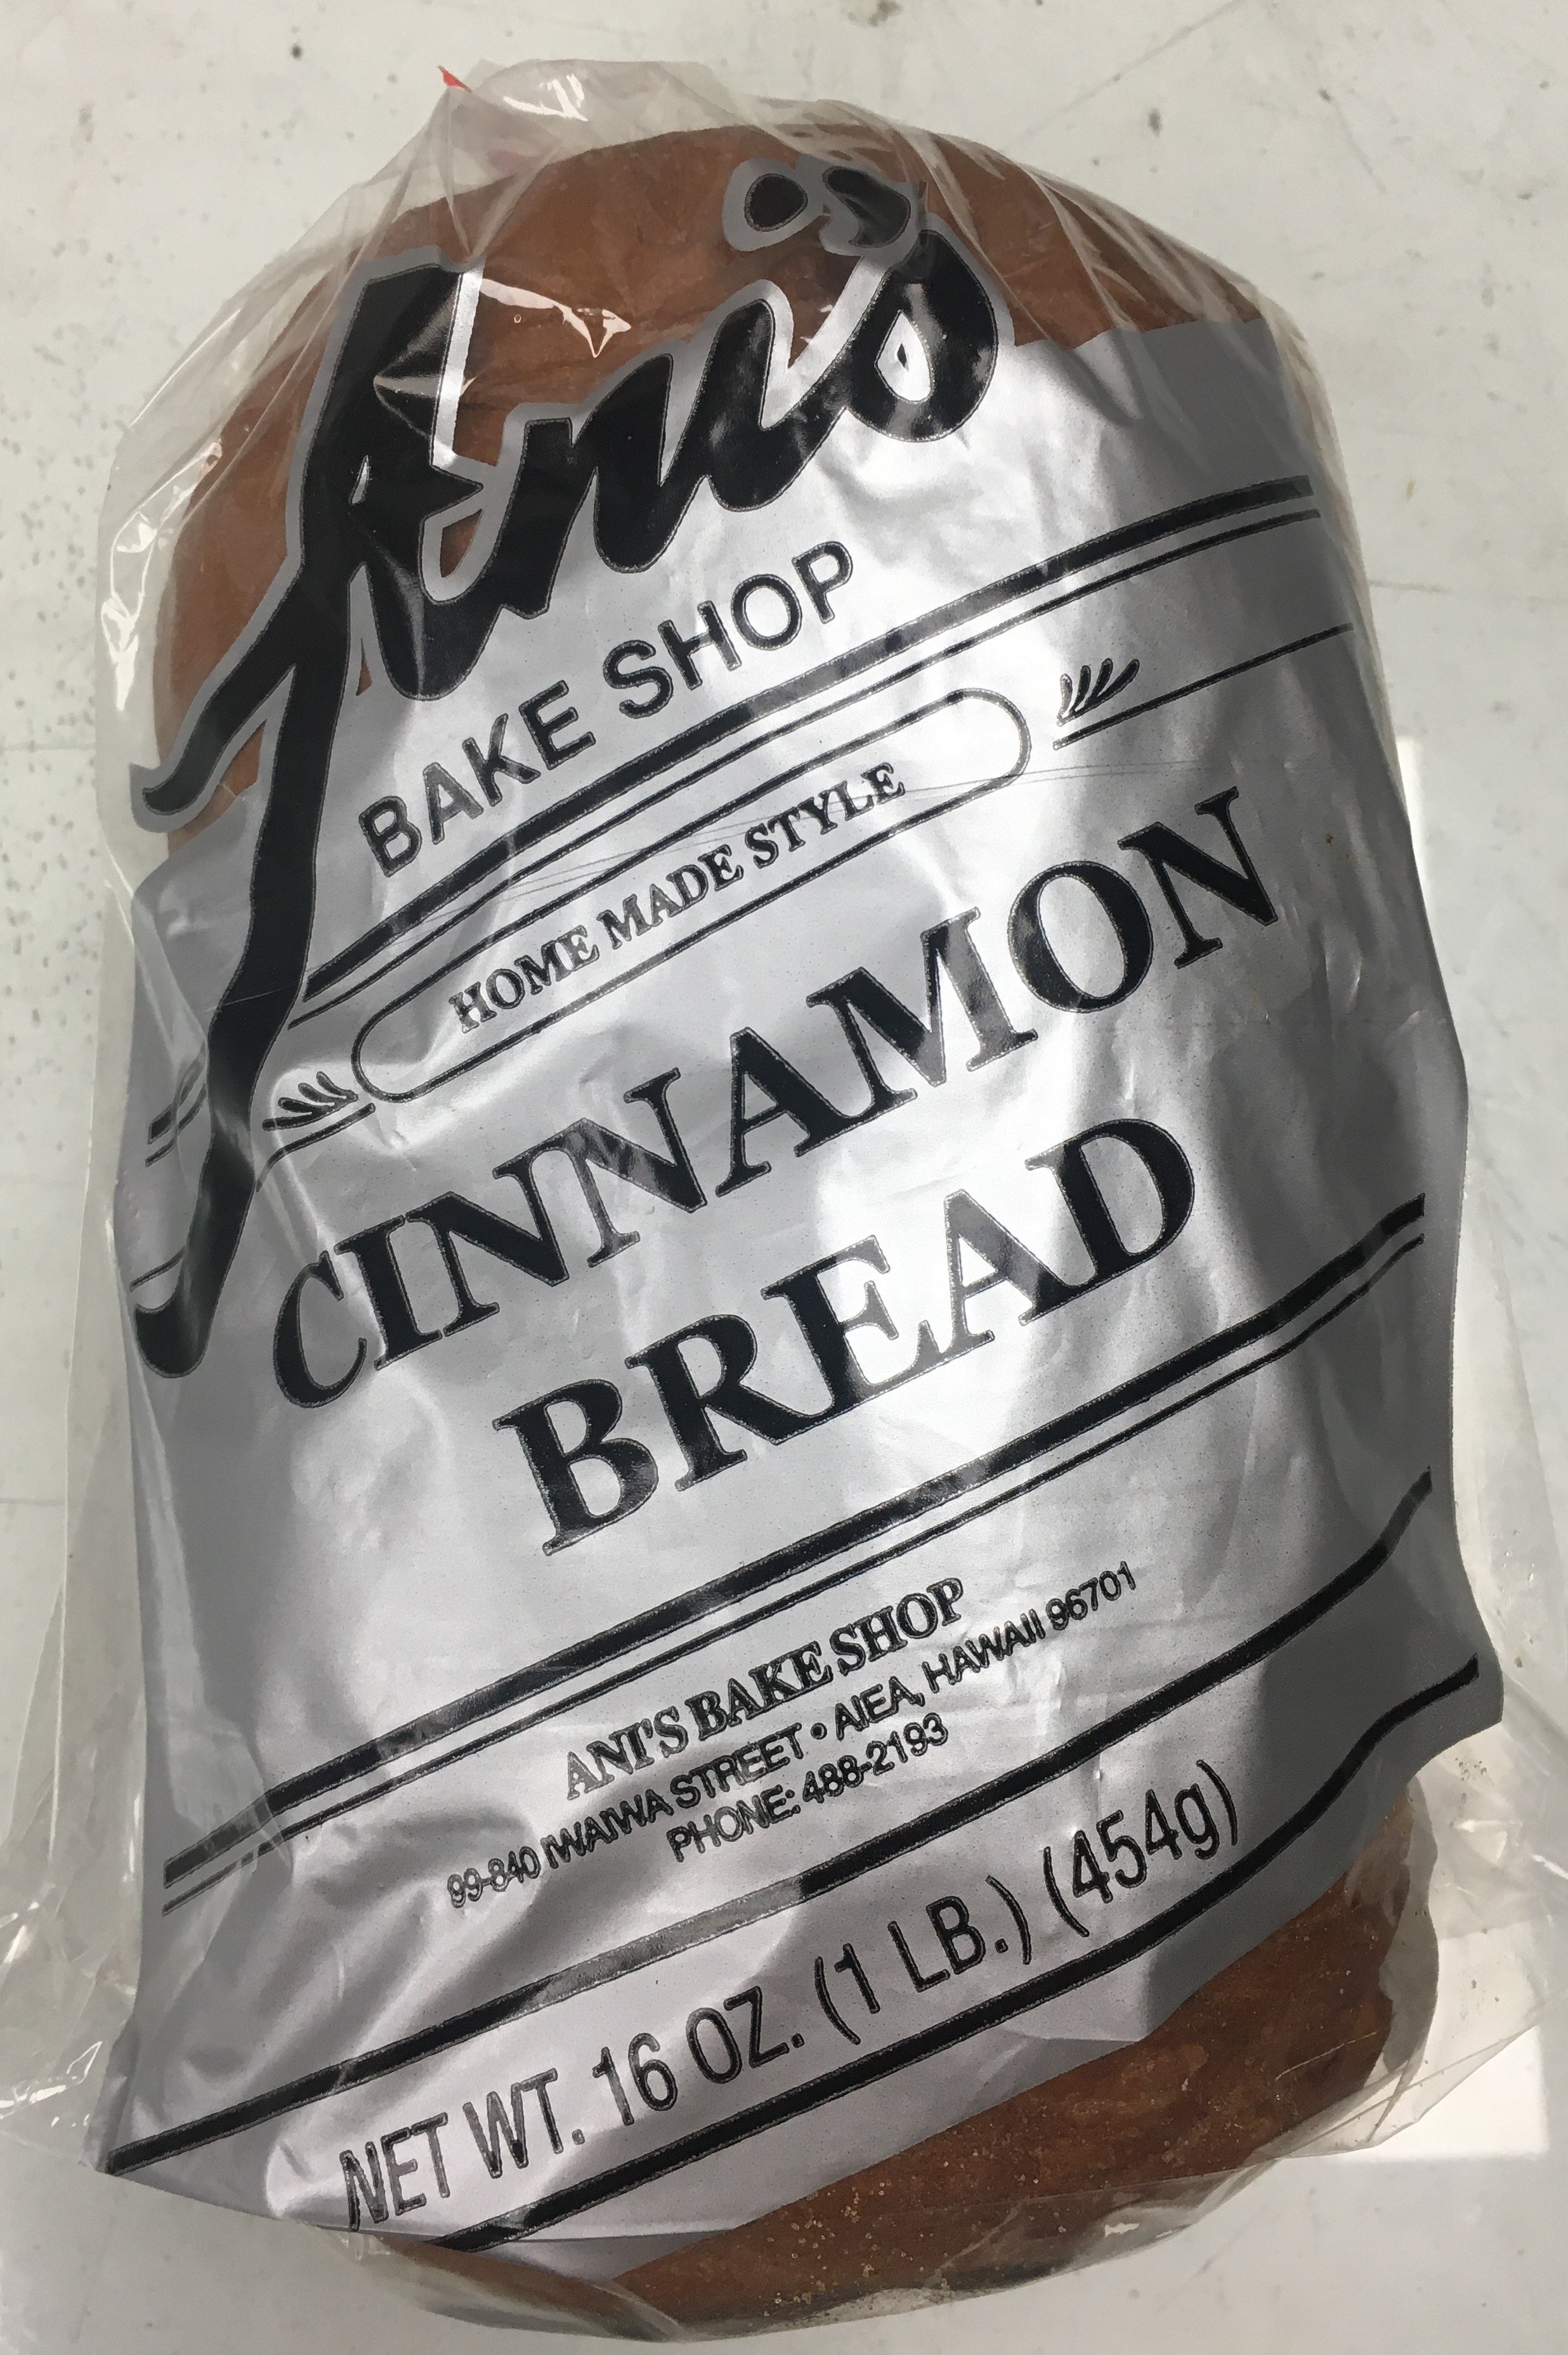 Ani's
BAKE SHOP
HOME MADE STYLE
CINNAMON
BREAD
ANI'S BAKE SHOP
99-840 IWAIWA STREET • AIEA, HAWAII 96701
PHONE: 488-2193
NET WT. 16 OZ. (1 LB.) (454g)